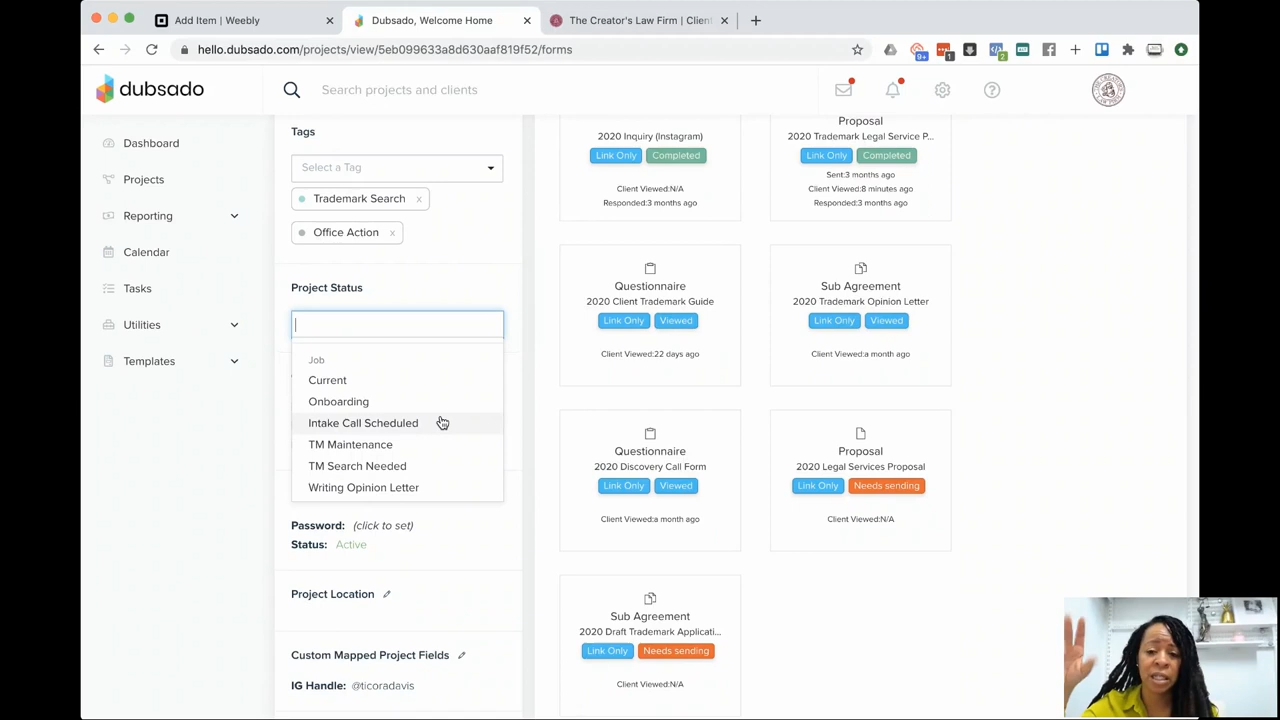 Add Item | Weebly
Dubsado, Welcome Home
The Creator's Law Firm | Client
hello.dubsado.com/projects/view/5eb099633a8d630aaf819f52/forms
9+
1
2
dubsado
Search projects and clients
Dashboard
Projects
Reporting
Calendar
Tasks
Utilities
Templates
Tags
Select a Tag
Trademark Search x
Office Action x
Project Status
Job
Current
Onboarding
Intake Call Scheduled
TM Maintenance
TM Search Needed
Writing Opinion Letter
Password: (click to set)
Status: Active
Project Location
Custom Mapped Project Fields
IG Handle: @ticoradavis
2020 Inquiry (Instagram)
Link Only Completed
Client Viewed:N/A
Responded:3 months ago
Proposal
2020 Trademark Legal Service P...
Link Only Completed
Sent:3 months ago
Client Viewed:8 minutes ago
Responded:3 months ago
Questionnaire
2020 Client Trademark Guide
Link Only Viewed
Client Viewed:22 days ago
Sub Agreement
2020 Trademark Opinion Letter
Link Only Viewed
Client Viewed:a month ago
Questionnaire
2020 Discovery Call Form
Link Only Viewed
Client Viewed:a month ago
Proposal
2020 Legal Services Proposal
Link Only Needs sending
Client Viewed:N/A
Sub Agreement
2020 Draft Trademark Applicati...
Link Only Needs sending
Client Viewed:N/A